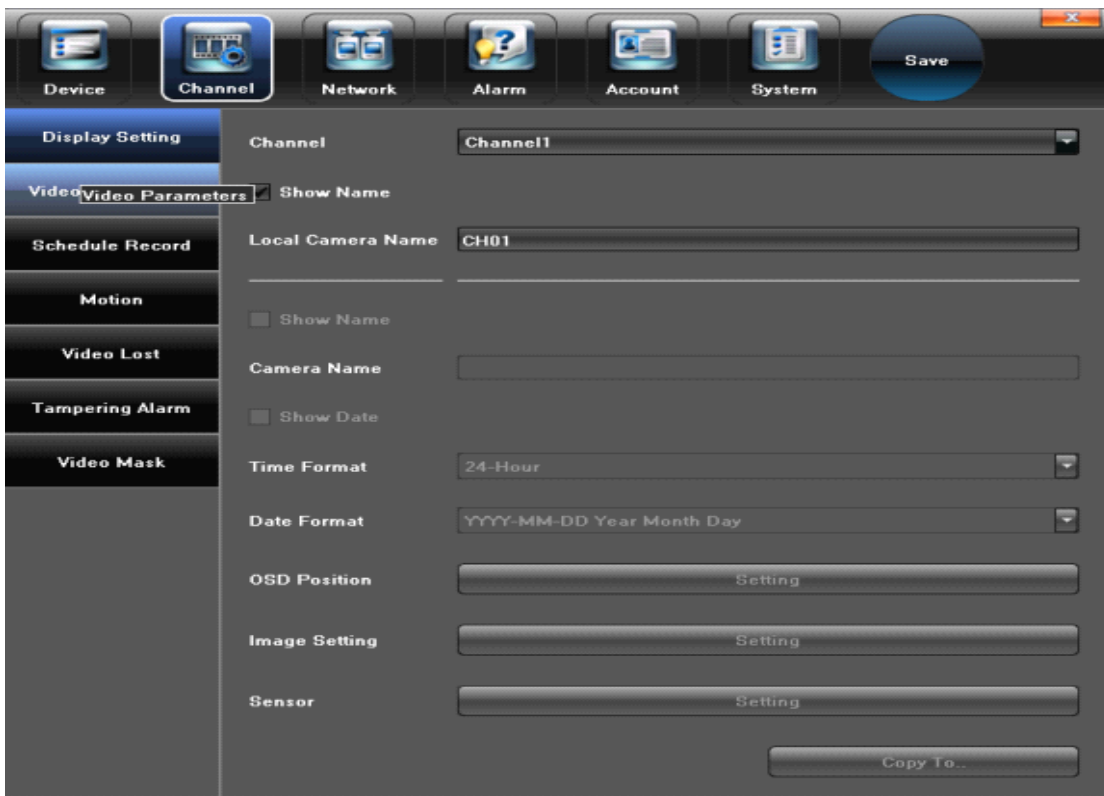 Device Channel Network Alarm Account System Save
Display Setting
Channel Channel1
Video Video Parameters Show Name
Schedule Record
Local Camera Name CH01
Motion
Show Name
Video Lost
Camera Name
Tampering Alarm
Show Date
Video Mask
Time Format 24-Hour
Date Format YYYY-MM-DD Year Month Day
OSD Position Setting
Image Setting Setting
Sensor Setting
Copy To..